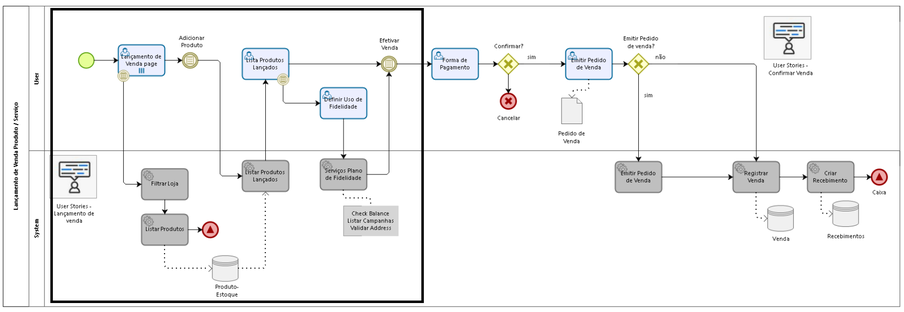 Lançamento de Venda Produto / Serviço
User
System
Lançamento de
Venda page
Adicionar
Produto
Lista Produtos
Lançados
Definir Uso de
Fidelidade
Efetivar
Venda
Forma de
Pagamento
Confirmar?
sim
Cancelar
Emitir Pedido
de Venda
Pedido de
Venda
Emitir Pedido
de venda?
não
sim
User Stories -
Confirmar Venda
User Stories -
Lançamento de
venda
Filtrar Loja
Listar Produtos
Produto-
Estoque
Listar Produtos
Lançados
Serviços Plano
de Fidelidade
Check Balance
Listar Campanhas
Validar Address
Emitir Pedido
de Venda
Registrar
Venda
Venda
Criar
Recebimento
Recebimentos
Caixa